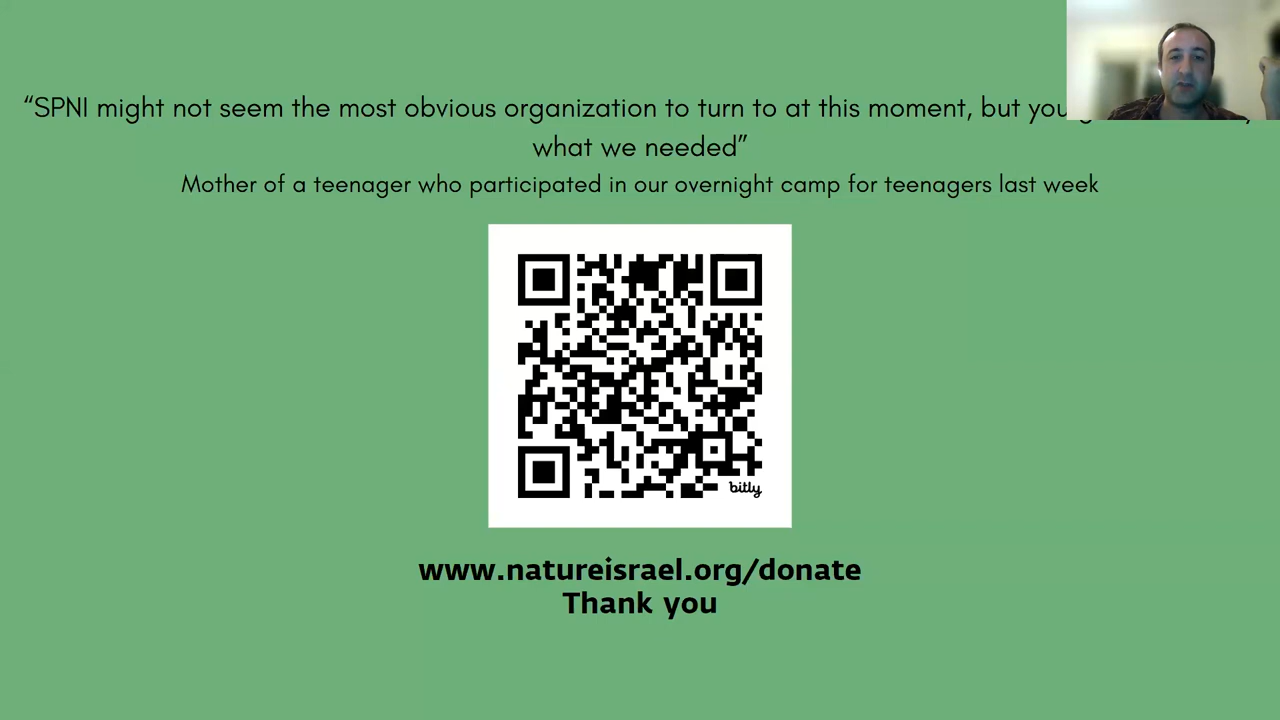 “SPNI might not seem the most obvious organization to turn to at this moment, but you
what we needed”
Mother of a teenager who participated in our overnight camp for teenagers last week
bitly
www.natureisrael.org/donate
Thank you